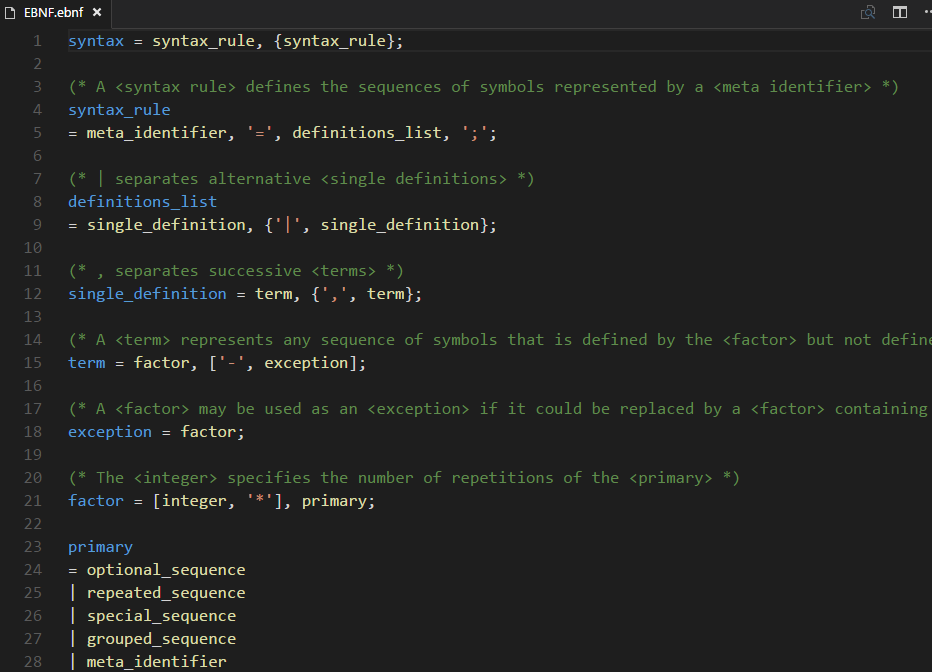 EBNF.ebnf
1 syntax = syntax_rule, {syntax_rule};
2
3 (* A <syntax rule> defines the sequences of symbols represented by a <meta identifier> *)
4 syntax_rule
5 = meta_identifier, '=', definitions_list, ';';
6
7 (* | separates alternative <single definitions> *)
8 definitions_list
9 = single_definition, {'|', single_definition};
10
11 (* , separates successive <terms> *)
12 single_definition = term, {',', term};
13
14 (* A <term> represents any sequence of symbols that is defined by the <factor> but not define
15 term = factor, ['-', exception];
16
17 (* A <factor> may be used as an <exception> if it could be replaced by a <factor> containing
18 exception = factor;
19
20 (* The <integer> specifies the number of repetitions of the <primary> *)
21 factor = [integer, '*'], primary;
22
23 primary
24 = optional_sequence
25 | repeated_sequence
26 | special_sequence
27 | grouped_sequence
28 | meta_identifier